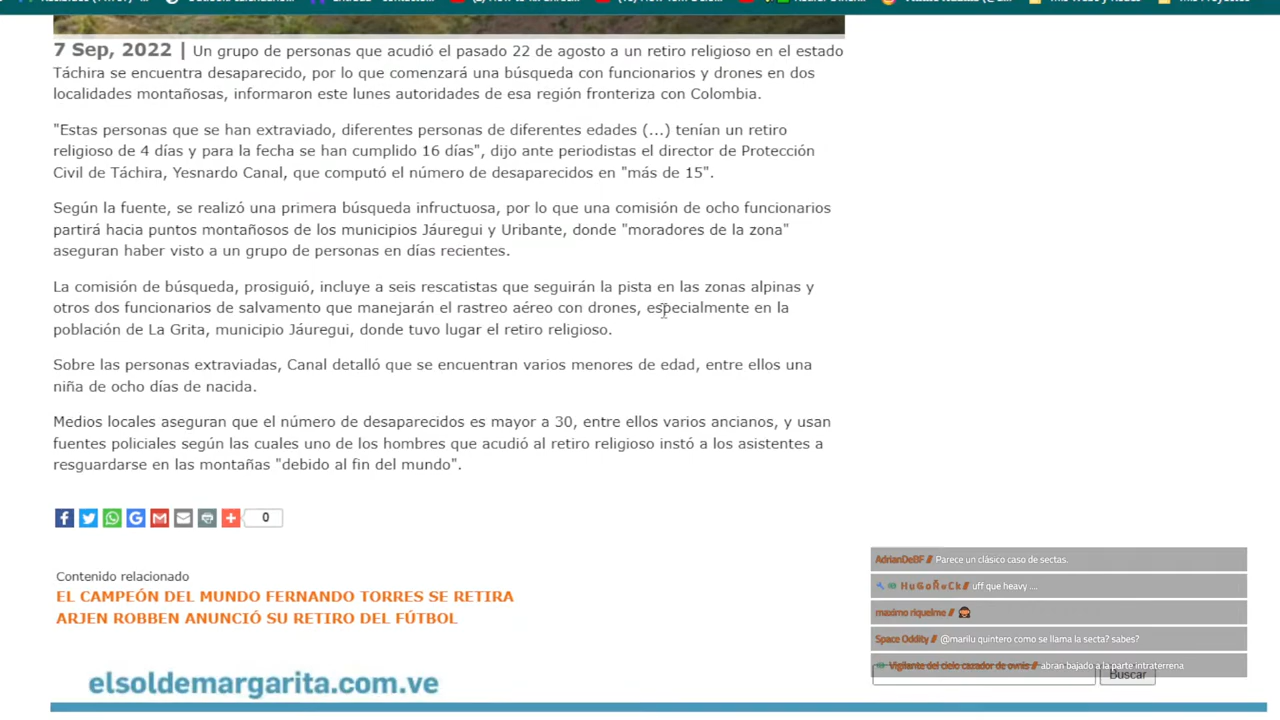 7 Sep, 2022 | Un grupo de personas que acudió el pasado 22 de agosto a un retiro religioso en el estado
Táchira se encuentra desaparecido, por lo que comenzará una búsqueda con funcionarios y drones en dos
localidades montañosas, informaron este lunes autoridades de esa región fronteriza con Colombia.
"Estas personas que se han extraviado, diferentes personas de diferentes edades (...) tenían un retiro
religioso de 4 días y para la fecha se han cumplido 16 días", dijo ante periodistas el director de Protección
Civil de Táchira, Yesnardo Canal, que computó el número de desaparecidos en "más de 15".
Según la fuente, se realizó una primera búsqueda infructuosa, por lo que una comisión de ocho funcionarios
partirá hacia puntos montañosos de los municipios Jáuregui y Uribante, donde "moradores de la zona"
aseguran haber visto a un grupo de personas en días recientes.
La comisión de búsqueda, prosiguió, incluye a seis rescatistas que seguirán la pista en las zonas alpinas y
otros dos funcionarios de salvamento que manejarán el rastreo aéreo con drones, especialmente en la
población de La Grita, municipio Jáuregui, donde tuvo lugar el retiro religioso.
Sobre las personas extraviadas, Canal detalló que se encuentran varios menores de edad, entre ellos una
niña de ocho días de nacida.
Medios locales aseguran que el número de desaparecidos es mayor a 30, entre ellos varios ancianos, y usan
fuentes policiales según las cuales uno de los hombres que acudió al retiro religioso instó a los asistentes a
resguardarse en las montañas "debido al fin del mundo".
0
Contenido relacionado
EL CAMPEÓN DEL MUNDO FERNANDO TORRES SE RETIRA
ARJEN ROBBEN ANUNCIÓ SU RETIRO DEL FÚTBOL
elsoldemargarita.com.ve
AdrianDeBF // Parece un clásico caso de sectas.
HuGoÑeCk // uff que heavy ....
maximo riquelme //
Space Oddity // @marilu quintero como se llama la secta? sabes?
Vigilante del cielo cazador de ovnis // abran bajado a la parte intraterrena
Buscar